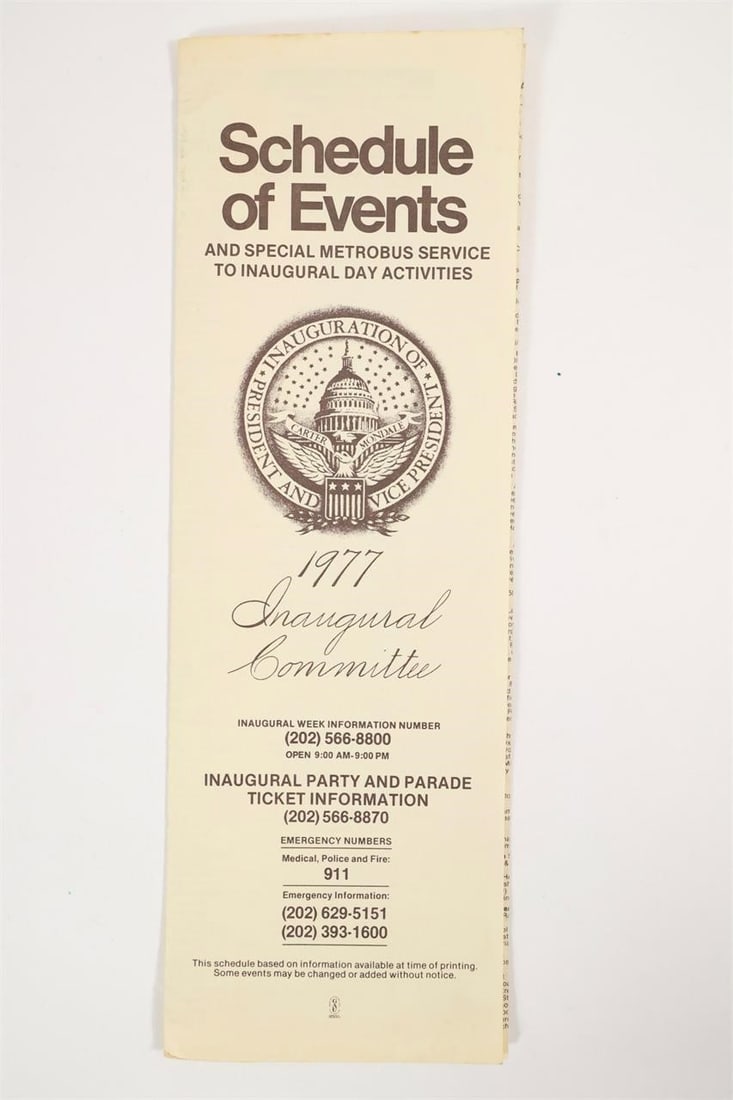 Schedule
of Events
AND SPECIAL METROBUS SERVICE
TO INAUGURAL DAY ACTIVITIES
INAUGURATION OF
PRESIDENT AND VICE PRESIDENT
CARTER MONDALE
1977
Inaugural
Committee
INAUGURAL WEEK INFORMATION NUMBER
(202) 566-8800
OPEN 9:00 AM-9:00 PM
INAUGURAL PARTY AND PARADE
TICKET INFORMATION
(202) 566-8870
EMERGENCY NUMBERS
Medical, Police and Fire:
911
Emergency Information:
(202) 629-5151
(202) 393-1600
This schedule based on information available at time of printing.
Some events may be changed or added without notice.